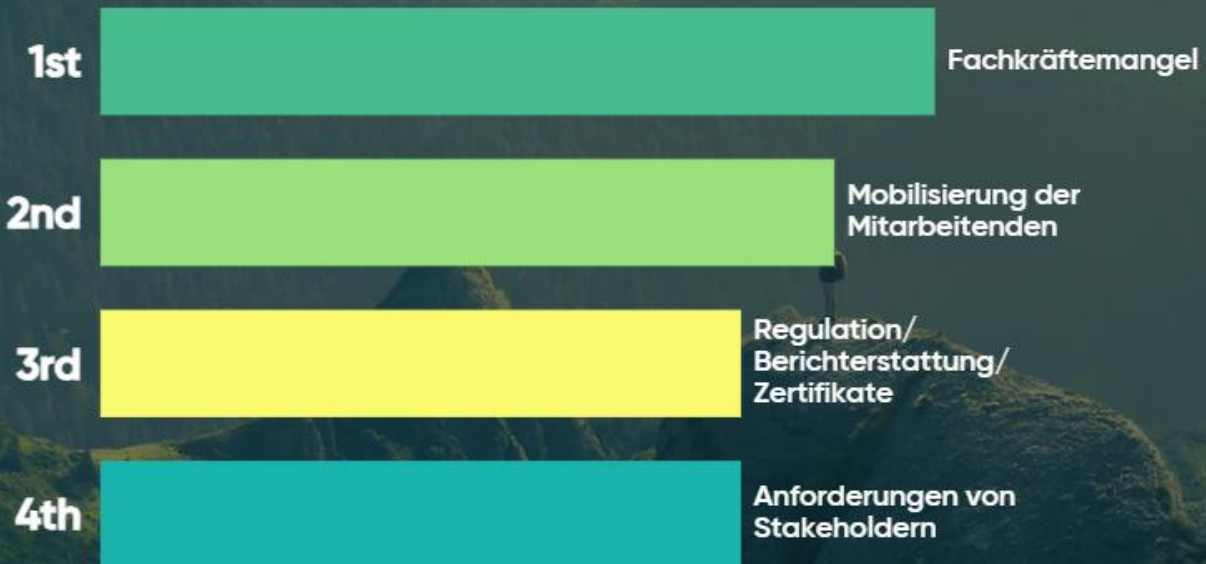 1st
Fachkräftemangel
2nd
Mobilisierung der
Mitarbeitenden
3rd
Regulation/
Berichterstattung/
Zertifikate
4th
Anforderungen von
Stakeholdern